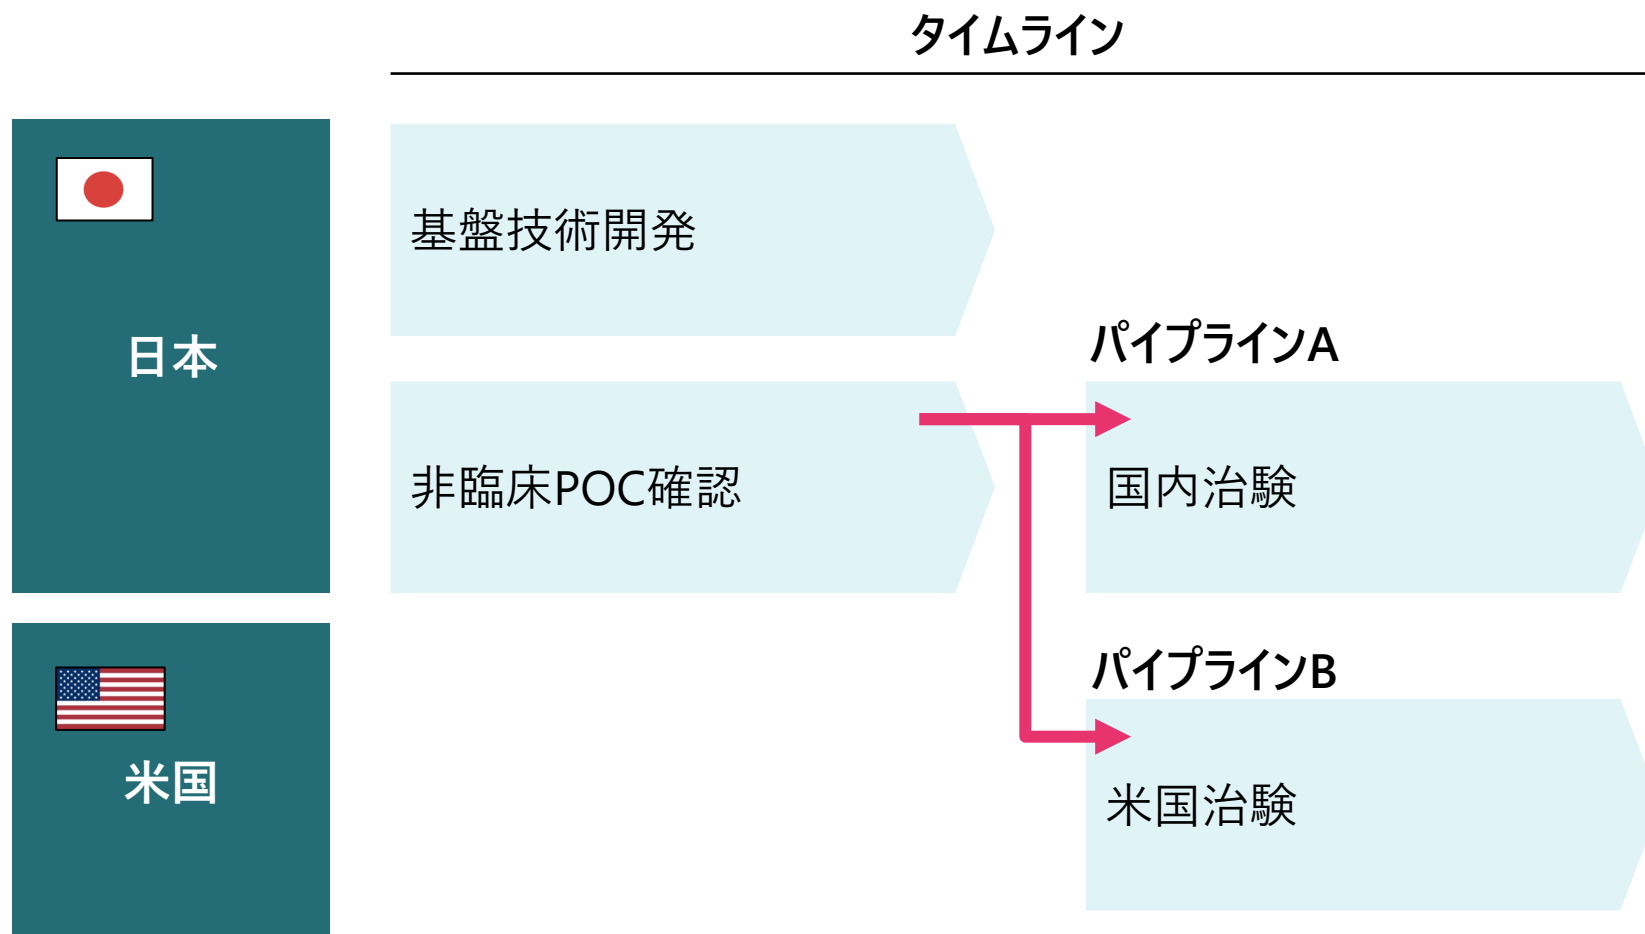 タイムライン
日本
基盤技術開発
パイプラインA
非臨床POC確認
国内治験
米国
パイプラインB
米国治験